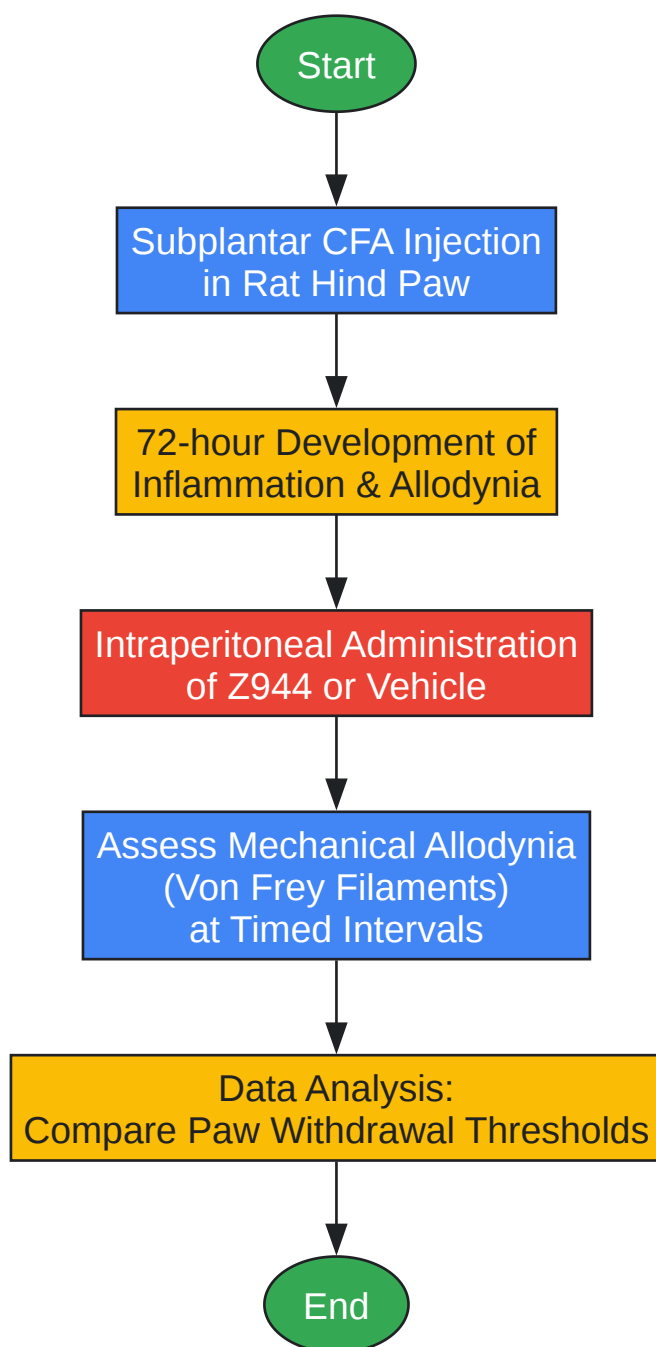 Start
Subplantar CFA Injection
in Rat Hind Paw
72-hour Development of
Inflammation & Allodynia
Intraperitoneal Administration
of Z944 or Vehicle
Assess Mechanical Allodynia
(Von Frey Filaments)
at Timed Intervals
Data Analysis:
Compare Paw Withdrawal Thresholds
End